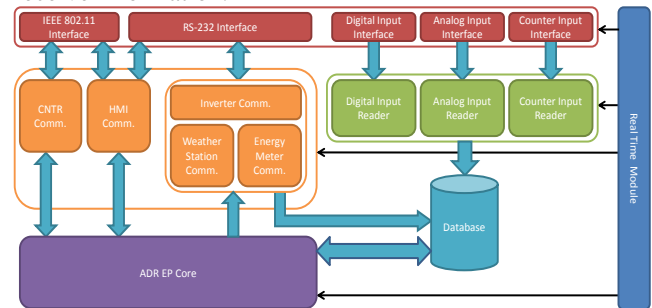 IEEE 802.11
Interface
RS-232 Interface
Digital Input
Interface
Analog Input
Interface
Counter Input
Interface
CNTR
Comm.
HMI
Comm.
Inverter Comm.
Weather
Station
Comm.
Energy
Meter
Comm.
Digital Input
Reader
Analog Input
Reader
Counter Input
Reader
Real Time Module
Database
ADR EP Core